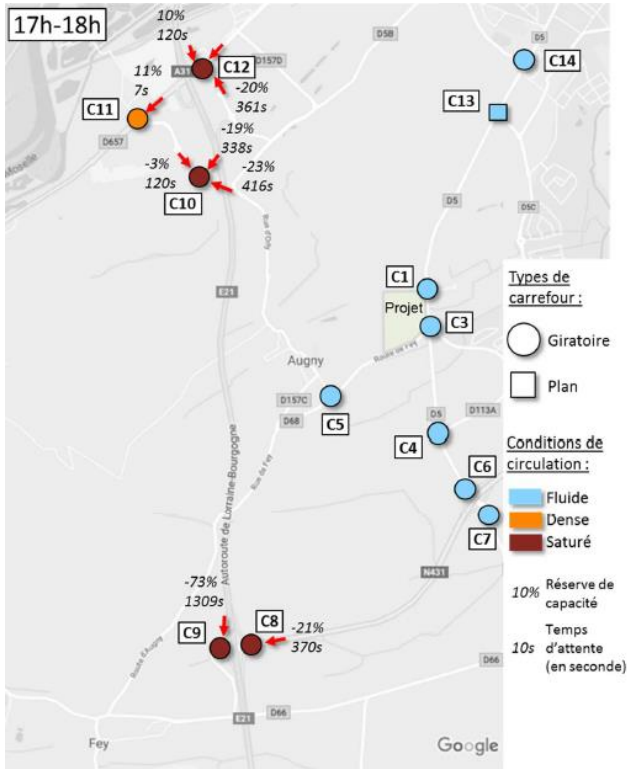 17h-18h
10%
120s
D5B
D5
C12
C14
D157D
A31
11%
7s
-20%
361s
C11
C13
D657
-19%
338s
Moselle
-3%
120s
-23%
416s
C10
Rue d'Orly
D5
D5C
E21
C1
Types de
carrefour :
Projet
C3
Giratoire
Route de Fey
Augny
Plan
D157C
D5
D113A
D68
C5
C4
Conditions de
circulation :
C6
Rue de Fey
Fluide
Autoroute de Lorraine-Bourgogne
C7
Dense
Saturé
N431
-73%
1309s
10%
Réserve de
capacité
C8
-21%
370s
C9
10s
Temps
d'attente
(en seconde)
Route d'Augny
D66
E21
D66
Fey
Google